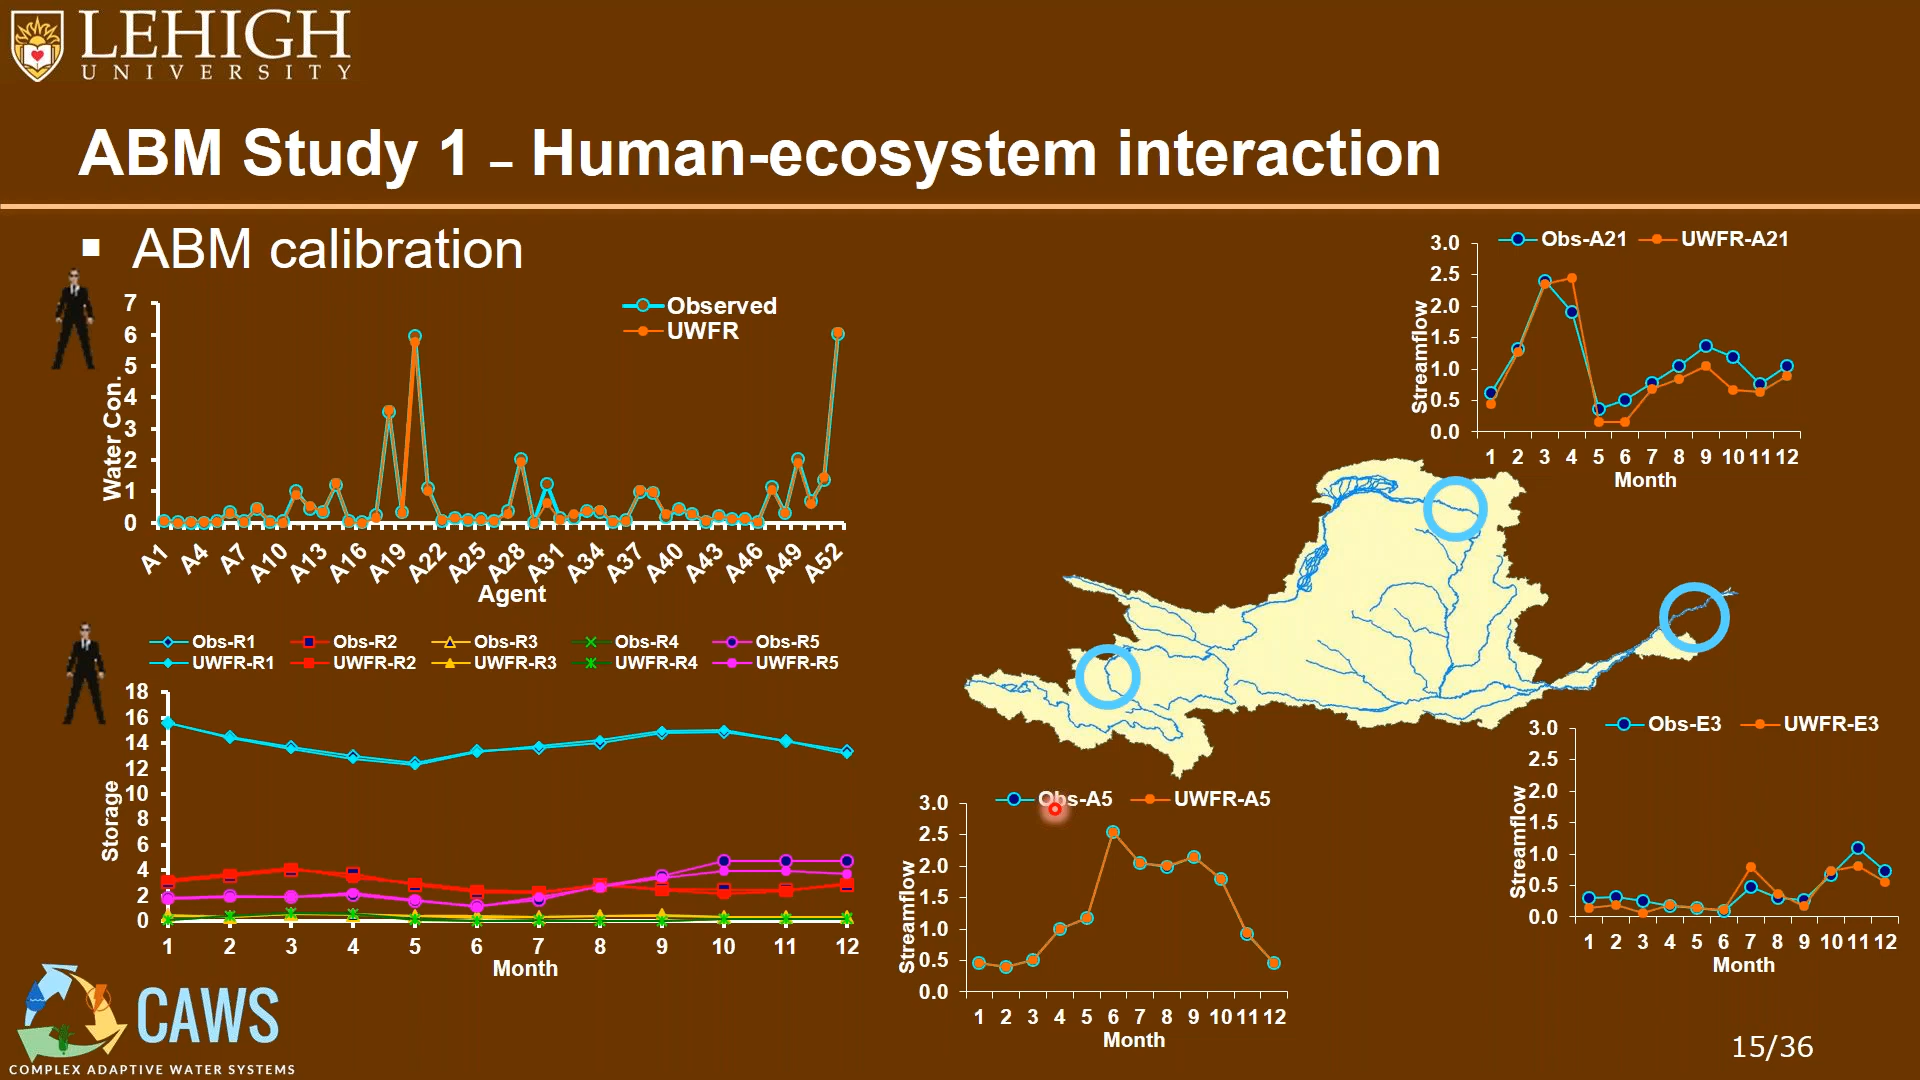 LEHIGH
UNIVERSITY
ABM Study 1 – Human-ecosystem interaction
▪ ABM calibration
Observed
UWFR
7
6
5
4
3
2
1
0
Water Con.
A1 A4 A7 A10 A13 A16 A19 A22 A25 A28 A31 A34 A37 A40 A43 A46 A49 A52
Agent
Obs-R1 Obs-R2 Obs-R3 Obs-R4 Obs-R5
UWFR-R1 UWFR-R2 UWFR-R3 UWFR-R4 UWFR-R5
18
16
14
12
10
8
6
4
2
0
Storage
1 2 3 4 5 6 7 8 9 10 11 12
Month
Obs-A21 UWFR-A21
3.0
2.5
2.0
1.5
1.0
0.5
0.0
Streamflow
1 2 3 4 5 6 7 8 9 10 11 12
Month
Obs-A5 UWFR-A5
3.0
2.5
2.0
1.5
1.0
0.5
0.0
Streamflow
1 2 3 4 5 6 7 8 9 10 11 12
Month
Obs-E3 UWFR-E3
3.0
2.5
2.0
1.5
1.0
0.5
0.0
Streamflow
1 2 3 4 5 6 7 8 9 10 11 12
Month
CAWS
COMPLEX ADAPTIVE WATER SYSTEMS
15/36